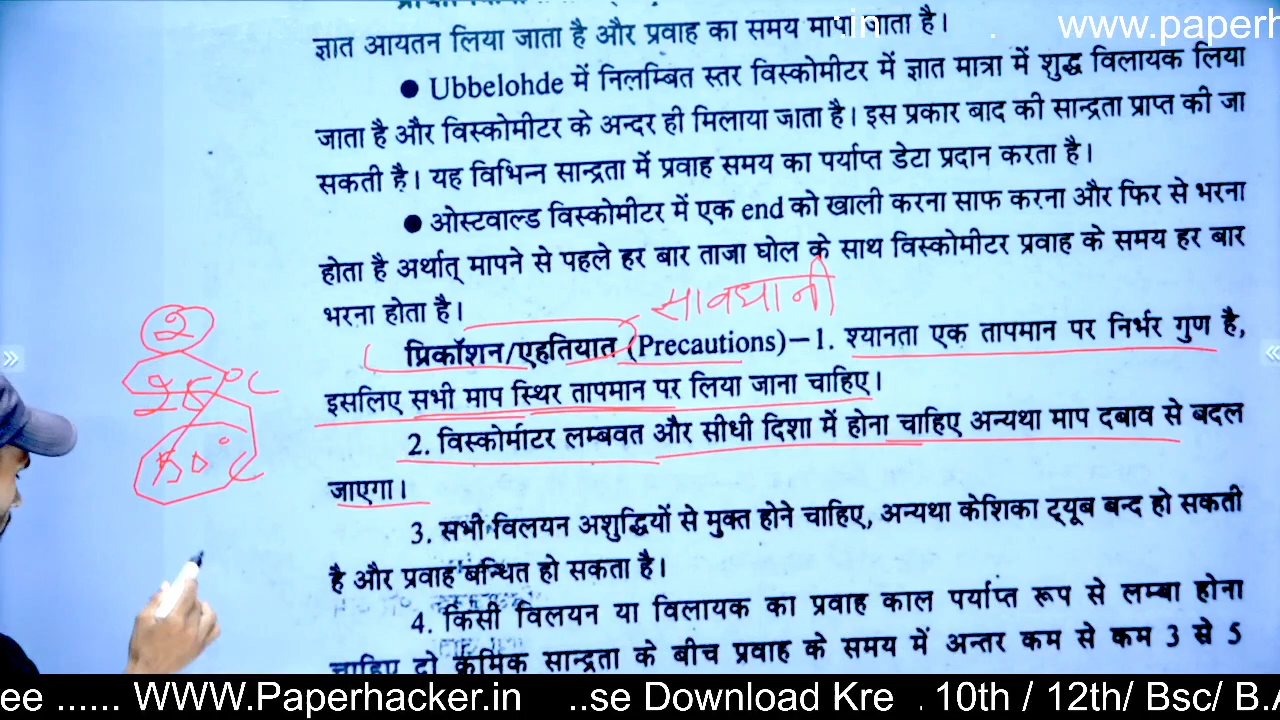 www.paperh
ज्ञात आयतन लिया जाता है और प्रवाह का समय मापा जाता है।
● Ubbelohde में निलम्बित स्तर विस्कोमीटर में ज्ञात मात्रा में शुद्ध विलायक लिया
जाता है और विस्कोमीटर के अन्दर ही मिलाया जाता है। इस प्रकार बाद की सान्द्रता प्राप्त की जा
सकती है। यह विभिन्न सान्द्रता में प्रवाह समय का पर्याप्त डेटा प्रदान करता है।
● ओस्टवाल्ड विस्कोमीटर में एक end को खाली करना साफ करना और फिर से भरना
होता है अर्थात् मापने से पहले हर बार ताजा घोल के साथ विस्कोमीटर प्रवाह के समय हर बार
भरना होता है।
सावधानी
प्रिकॉशन/एहतियात (Precautions)—1. श्यानता एक तापमान पर निर्भर गुण है,
इसलिए सभी माप स्थिर तापमान पर लिया जाना चाहिए।
2. विस्कोमीटर लम्बवत और सीधी दिशा में होना चाहिए अन्यथा माप दबाव से बदल
जाएगा।
3. सभी विलयन अशुद्धियों से मुक्त होने चाहिए, अन्यथा केशिका ट्यूब बन्द हो सकती
है और प्रवाह बन्धित हो सकता है।
4. किसी विलयन या विलायक का प्रवाह काल पर्याप्त रूप से लम्बा होना
चाहिए दो क्रमिक सान्द्रता के बीच प्रवाह के समय में अन्तर कम से कम 3 से 5
ee ...... WWW.Paperhacker.in ..se Download Kre . 10th / 12th/ Bsc/ B.A